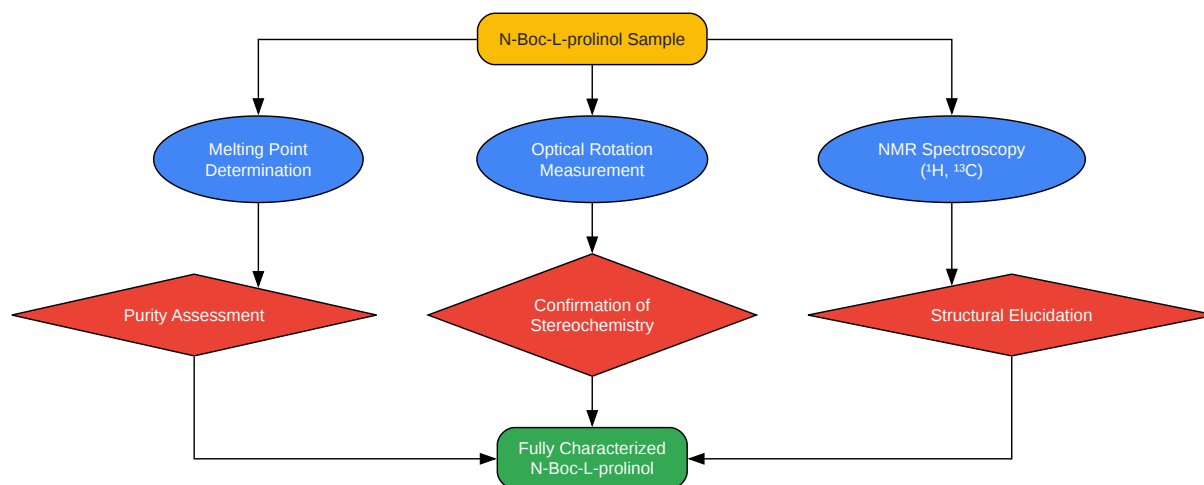 N-Boc-L-prolinol Sample
Melting Point
Determination
Optical Rotation
Measurement
NMR Spectroscopy
(¹H, ¹³C)
Purity Assessment
Confirmation of
Stereochemistry
Structural Elucidation
Fully Characterized
N-Boc-L-prolinol